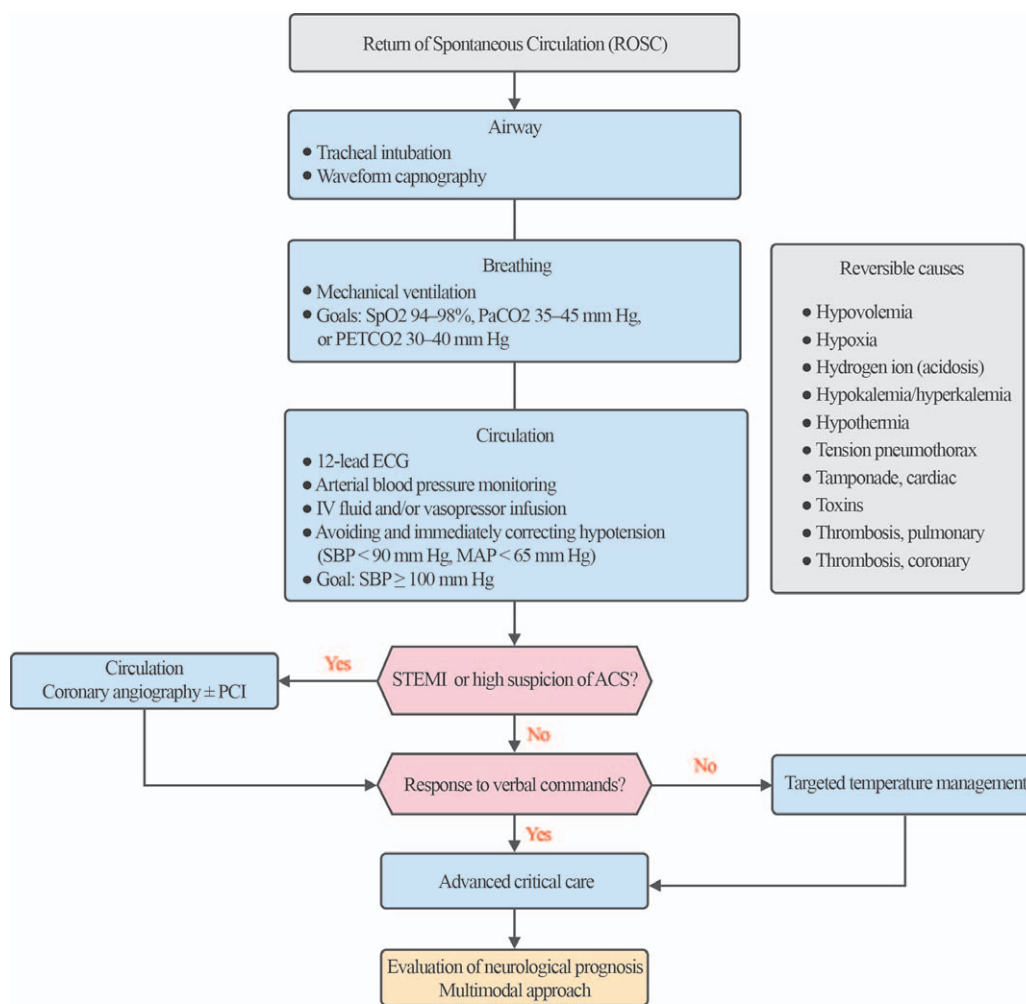 Return of Spontaneous Circulation (ROSC)
Airway
● Tracheal intubation
● Waveform capnography
Breathing
● Mechanical ventilation
● Goals: SpO2 94–98%, PaCO2 35–45 mm Hg,
or PETCO2 30–40 mm Hg
Reversible causes
● Hypovolemia
● Hypoxia
● Hydrogen ion (acidosis)
● Hypokalemia/hyperkalemia
● Hypothermia
● Tension pneumothorax
● Tamponade, cardiac
● Toxins
● Thrombosis, pulmonary
● Thrombosis, coronary
Circulation
● 12-lead ECG
● Arterial blood pressure monitoring
● IV fluid and/or vasopressor infusion
● Avoiding and immediately correcting hypotension
(SBP < 90 mm Hg, MAP < 65 mm Hg)
● Goal: SBP ≥ 100 mm Hg
STEMI or high suspicion of ACS?
Yes
Circulation
Coronary angiography ± PCI
No
Response to verbal commands?
No
Targeted temperature management
Yes
Advanced critical care
Evaluation of neurological prognosis
Multimodal approach